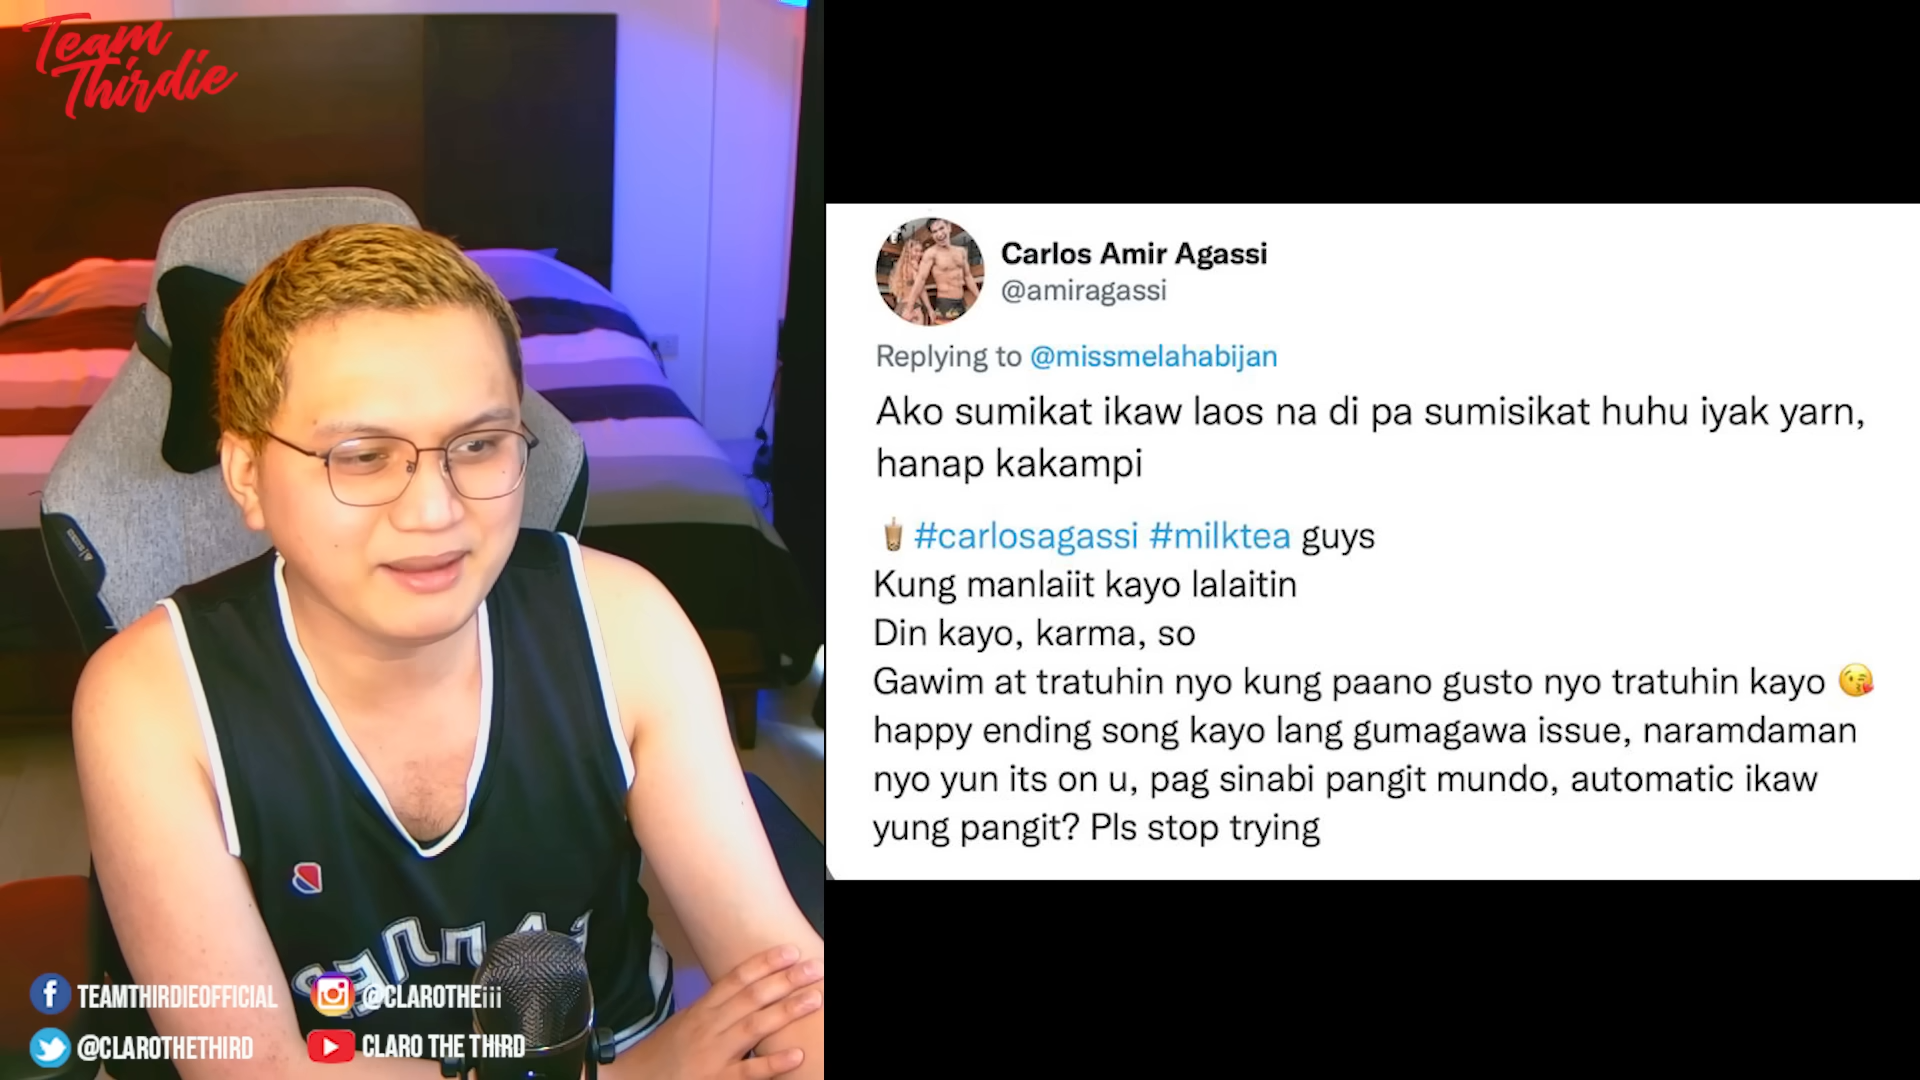 Team
Thirdie
Carlos Amir Agassi
@amiragassi
Replying to @missmelahabijan
Ako sumikat ikaw laos na di pa sumisikat huhu iyak yarn,
hanap kakampi
#carlosagassi #milktea guys
Kung manlaiit kayo lalaitin
Din kayo, karma, so
Gawim at tratuhin nyo kung paano gusto nyo tratuhin kayo 😘
happy ending song kayo lang gumagawa issue, naramdaman
nyo yun its on u, pag sinabi pangit mundo, automatic ikaw
yung pangit? Pls stop trying
TEAMTHIRDIEOFFICIAL
@CLAROTHEiii
@CLAROTHETHIRD
CLARO THE THIRD